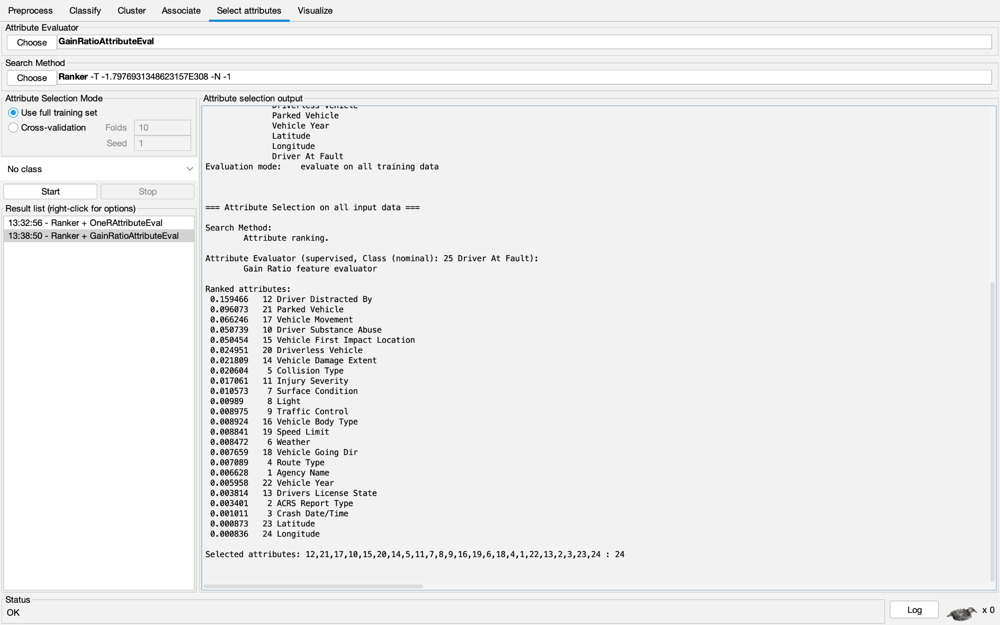 Preprocess Classify Cluster Associate Select attributes Visualize
Attribute Evaluator
Choose GainRatioAttributeEval
Search Method
Choose Ranker -T -1.7976931348623157E308 -N -1
Attribute Selection Mode
Use full training set
Cross-validation Folds 10
Seed 1
No class
Start Stop
Result list (right-click for options)
13:32:56 - Ranker + OneRAttributeEval
13:38:50 - Ranker + GainRatioAttributeEval
Attribute selection output
Driverless Vehicle
Parked Vehicle
Vehicle Year
Latitude
Longitude
Driver At Fault
Evaluation mode: evaluate on all training data
=== Attribute Selection on all input data ===
Search Method:
Attribute ranking.
Attribute Evaluator (supervised, Class (nominal): 25 Driver At Fault):
Gain Ratio feature evaluator
Ranked attributes:
0.159466 12 Driver Distracted By
0.096073 21 Parked Vehicle
0.066246 17 Vehicle Movement
0.050739 10 Driver Substance Abuse
0.050454 15 Vehicle First Impact Location
0.024951 20 Driverless Vehicle
0.021809 14 Vehicle Damage Extent
0.020604 5 Collision Type
0.017061 11 Injury Severity
0.010573 7 Surface Condition
0.00989 8 Light
0.008975 9 Traffic Control
0.008924 16 Vehicle Body Type
0.008841 19 Speed Limit
0.008472 6 Weather
0.007659 18 Vehicle Going Dir
0.007089 4 Route Type
0.006628 1 Agency Name
0.005958 22 Vehicle Year
0.003814 13 Drivers License State
0.003401 2 ACRS Report Type
0.001011 3 Crash Date/Time
0.000873 23 Latitude
0.000836 24 Longitude
Selected attributes: 12,21,17,10,15,20,14,5,11,7,8,9,16,19,6,18,4,1,22,13,2,3,23,24 : 24
Status
OK
Log x 0